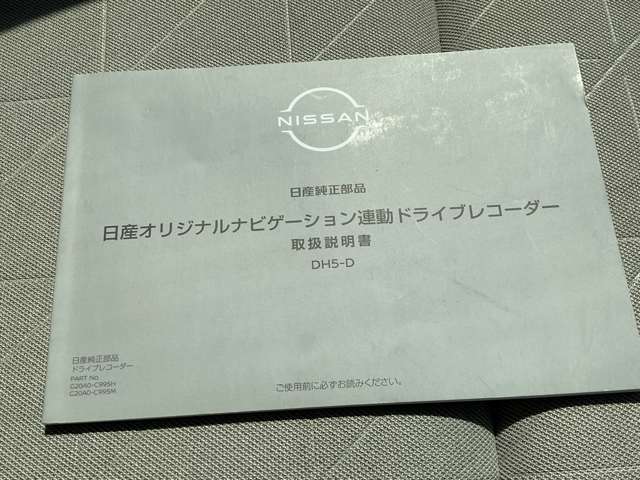 NISSAN
日産純正部品
日産オリジナルナビゲーション連動ドライブレコーダー
取扱説明書
DH5-D
日産純正部品
ドライブレコーダー
PART No.
G20A0-C995H
G20A0-C995M
ご使用前に必ずお読みください。